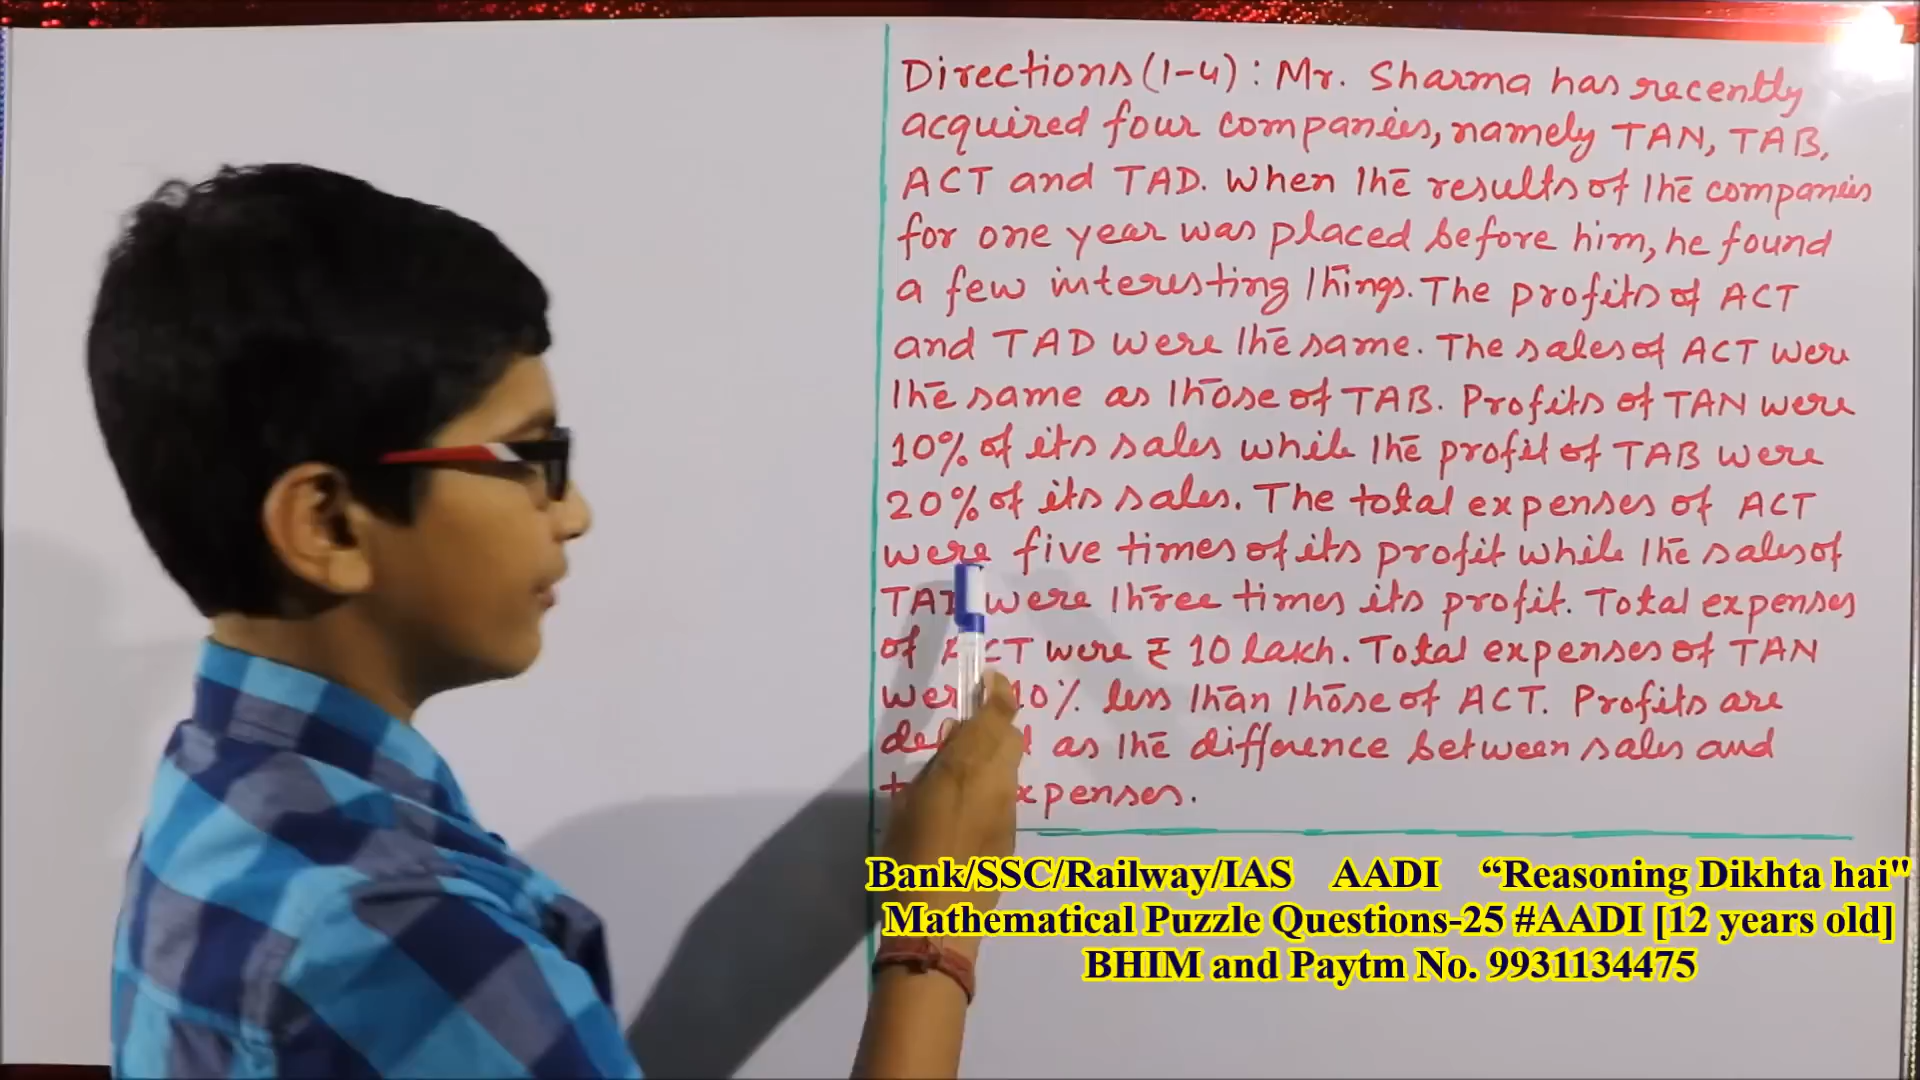 Directions (1-4): Mr. Sharma has recently
acquired four companies, namely TAN, TAB,
ACT and TAD. When the results of the companies
for one year was placed before him, he found
a few interesting things. The profits of ACT
and TAD were the same. The sales of ACT were
the same as those of TAB. Profits of TAN were
10% of its sales while the profit of TAB were
20% of its sales. The total expenses of ACT
were five times of its profit while the sales of
were three times its profit. Total expenses
of were ₹ 10 lakh. Total expenses of TAN
10% less than those of ACT. Profits are
as the difference between sales and
Bank/SSC/Railway/IAS AADI “Reasoning Dikhta hai"
Mathematical Puzzle Questions-25 #AADI [12 years old]
BHIM and Paytm No. 9931134475